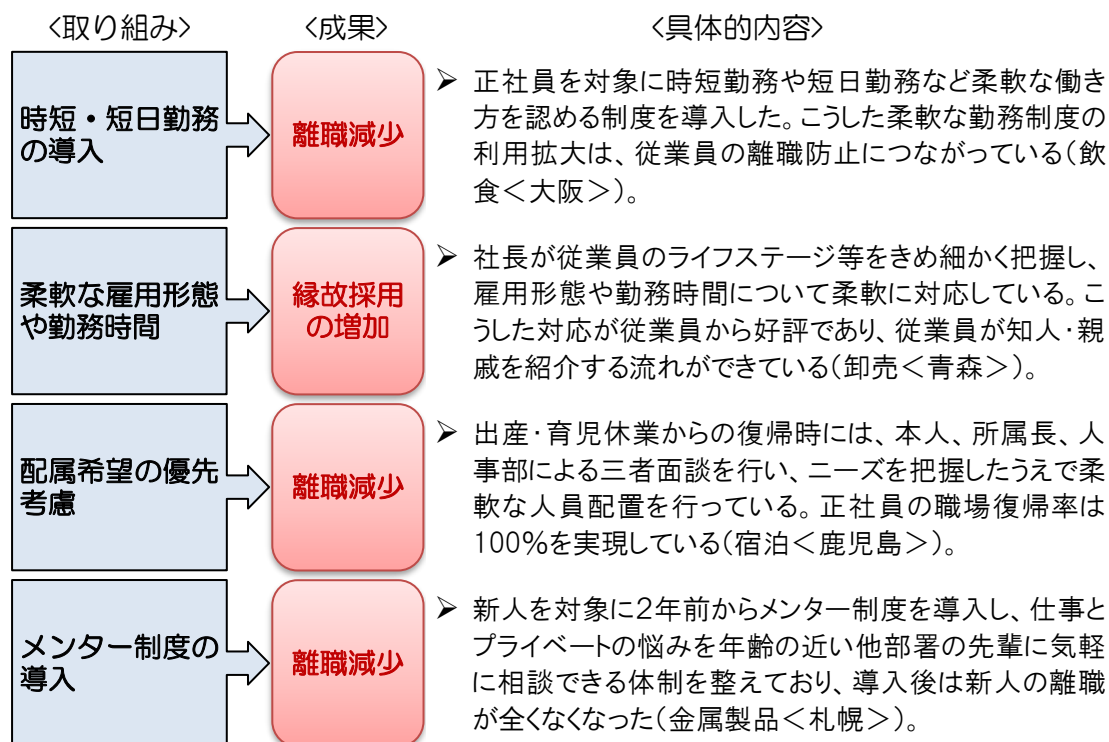 <取り組み> <成果> <具体的内容>
時短・短日勤務
の導入
離職減少
➢ 正社員を対象に時短勤務や短日勤務など柔軟な働き
方を認める制度を導入した。こうした柔軟な勤務制度の
利用拡大は、従業員の離職防止につながっている(飲
食<大阪>)。
柔軟な雇用形態
や勤務時間
縁故採用
の増加
➢ 社長が従業員のライフステージ等をきめ細かく把握し、
雇用形態や勤務時間について柔軟に対応している。こ
うした対応が従業員から好評であり、従業員が知人・親
戚を紹介する流れができている(卸売<青森>)。
配属希望の優先
考慮
離職減少
➢ 出産・育児休業からの復帰時には、本人、所属長、人
事部による三者面談を行い、ニーズを把握したうえで柔
軟な人員配置を行っている。正社員の職場復帰率は
100%を実現している(宿泊<鹿児島>)。
メンター制度の
導入
離職減少
➢ 新人を対象に2年前からメンター制度を導入し、仕事と
プライベートの悩みを年齢の近い他部署の先輩に気軽
に相談できる体制を整えており、導入後は新人の離職
が全くなくなった(金属製品<札幌>)。